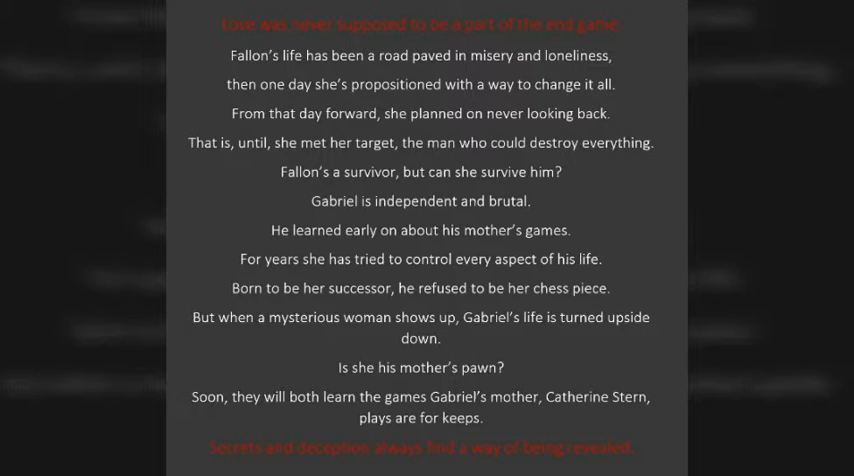 Love was never supposed to be a part of the end game.
Fallon's life has been a road paved in misery and loneliness,
then one day she's propositioned with a way to change it all.
From that day forward, she planned on never looking back.
That is, until, she met her target, the man who could destroy everything.
Fallon's a survivor, but can she survive him?
Gabriel is independent and brutal.
He learned early on about his mother's games.
For years she has tried to control every aspect of his life.
Born to be her successor, he refused to be her chess piece.
But when a mysterious woman shows up, Gabriel's life is turned upside
down.
Is she his mother's pawn?
Soon, they will both learn the games Gabriel's mother, Catherine Stern,
plays are for keeps.
Secrets and deception always find a way of being revealed.